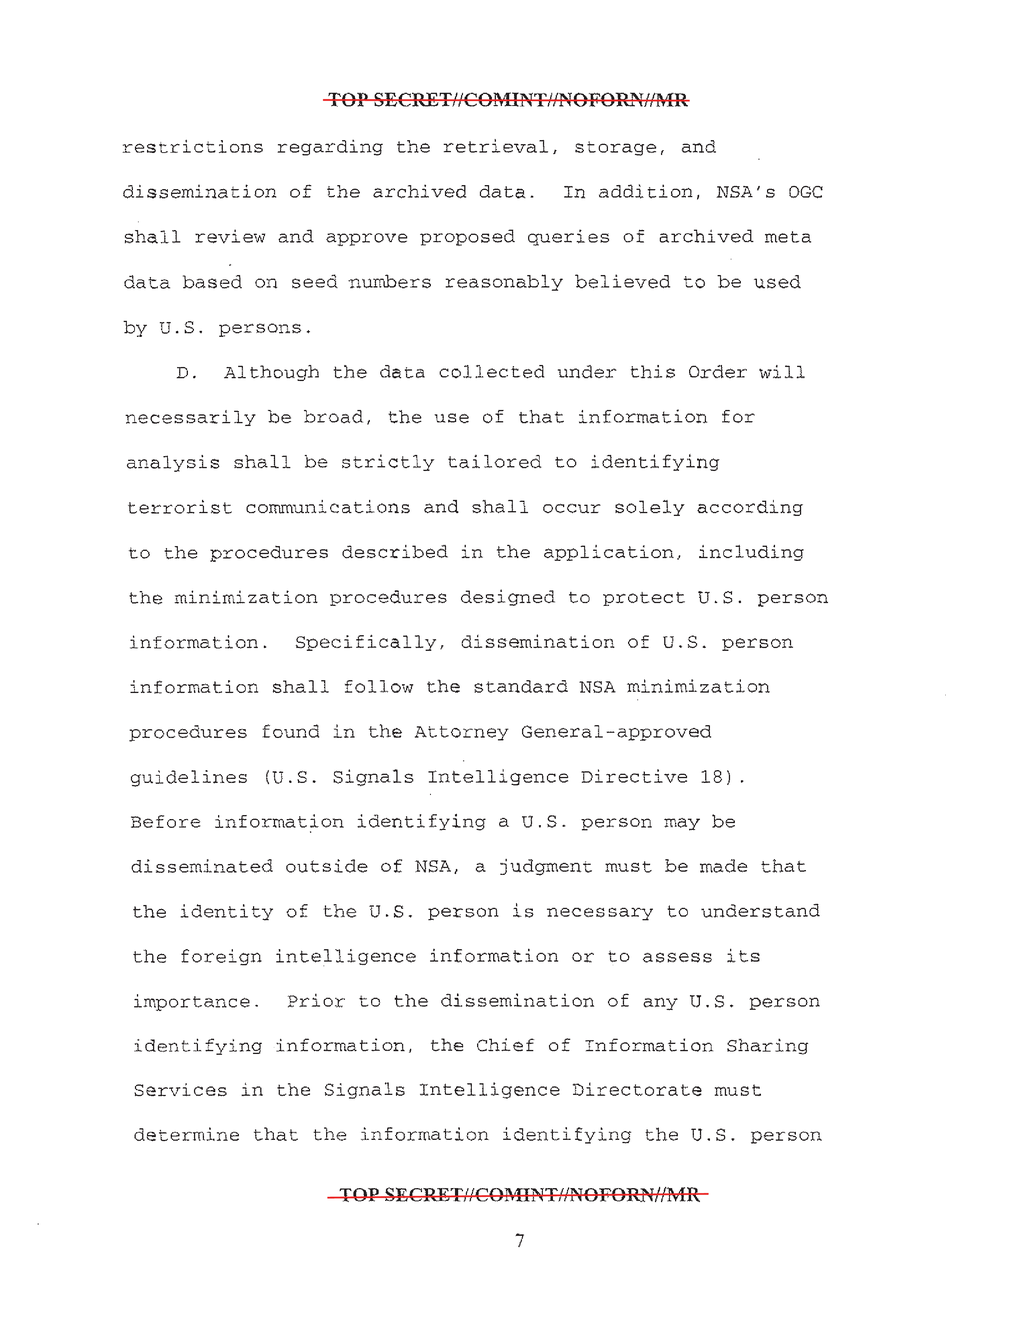 TOP SECRET//COMINT//NOFORN//MR
restrictions regarding the retrieval, storage, and
dissemination of the archived data.  In addition, NSA's OGC
shall review and approve proposed queries of archived meta
data based on seed numbers reasonably believed to be used
by U.S. persons.
D.  Although the data collected under this Order will
necessarily be broad, the use of that information for
analysis shall be strictly tailored to identifying
terrorist communications and shall occur solely according
to the procedures described in the application, including
the minimization procedures designed to protect U.S. person
information.  Specifically, dissemination of U.S. person
information shall follow the standard NSA minimization
procedures found in the Attorney General-approved
guidelines (U.S. Signals Intelligence Directive 18).
Before information identifying a U.S. person may be
disseminated outside of NSA, a judgment must be made that
the identity of the U.S. person is necessary to understand
the foreign intelligence information or to assess its
importance.  Prior to the dissemination of any U.S. person
identifying information, the Chief of Information Sharing
Services in the Signals Intelligence Directorate must
determine that the information identifying the U.S. person
TOP SECRET//COMINT//NOFORN//MR
7